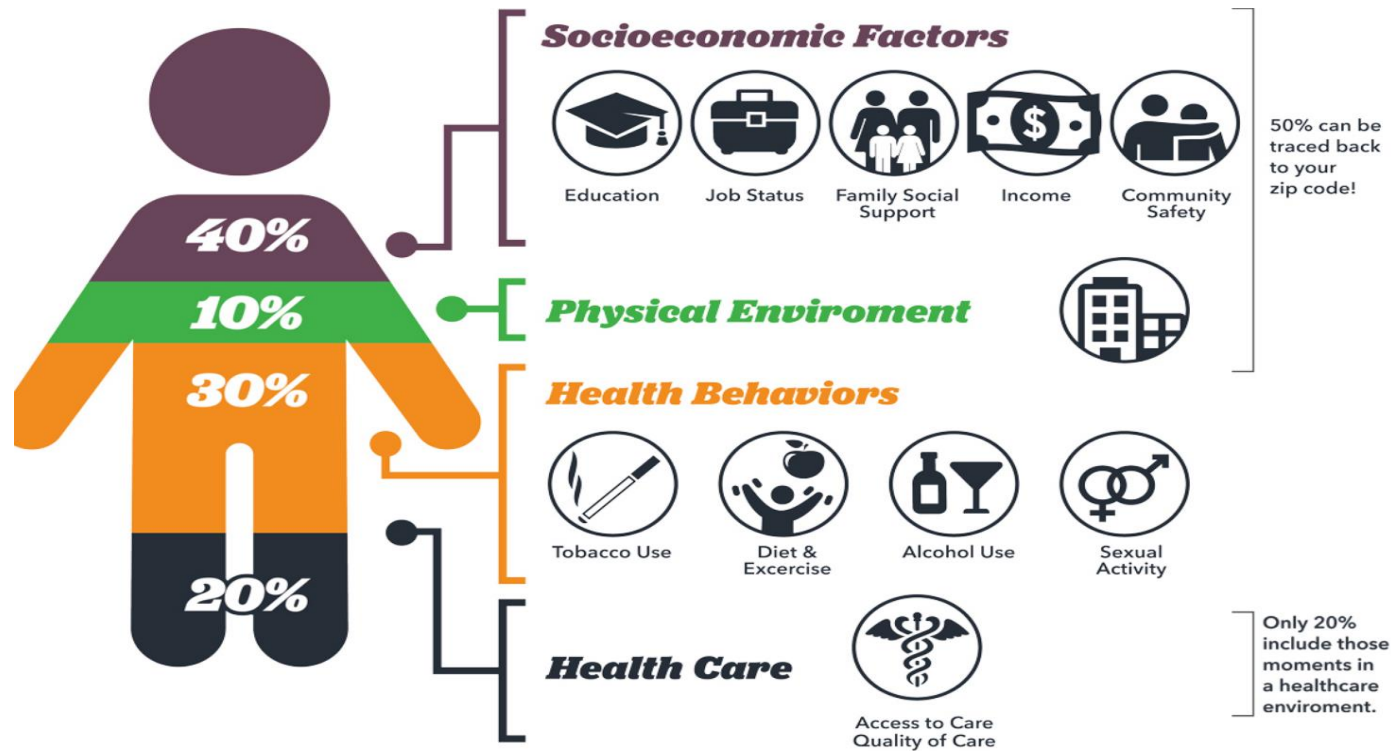 Socioeconomic Factors
$
Education
Job Status
Family Social
Support
Income
Community
Safety
50% can be
traced back
to your
zip code!
40%
10%
Physical Enviroment
30%
Health Behaviors
Tobacco Use
Diet &
Excercise
Alcohol Use
Sexual
Activity
20%
Health Care
Access to Care
Quality of Care
Only 20%
include those
moments in
a healthcare
enviroment.